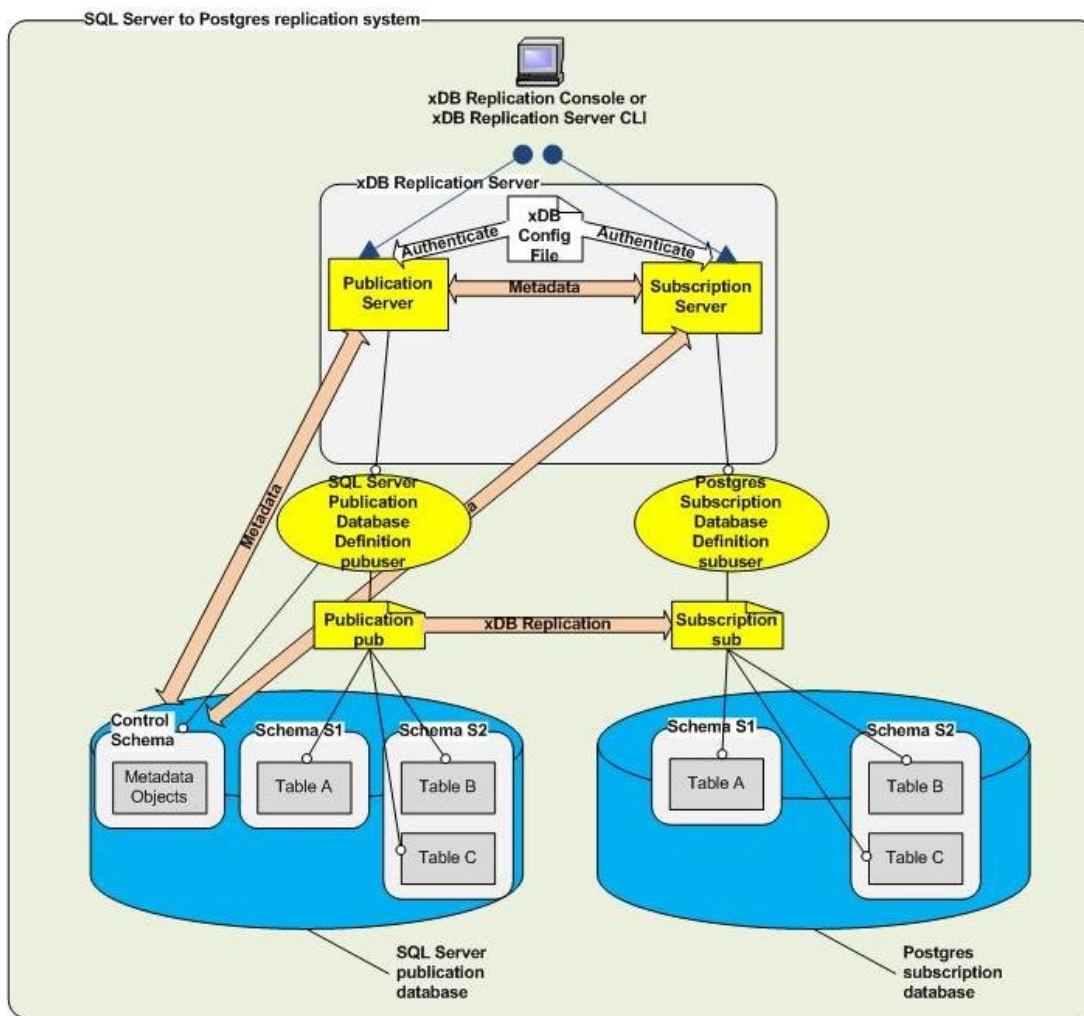 SQL Server to Postgres replication system
xDB Replication Console or
xDB Replication Server CLI
xDB Replication Server
xDB
Config
File
Authenticate
Authenticate
Publication
Server
Metadata
Subscription
Server
Metadata
SQL Server
Publication
Database
Definition
pubuser
a
Postgres
Subscription
Database
Definition
subuser
Publication
pub
xDB Replication
Subscription
sub
Control
Schema
Metadata
Objects
Schema S1
Table A
Schema S2
Table B
Table C
Schema S1
Table A
Schema S2
Table B
Table C
SQL Server
publication
database
Postgres
subscription
database